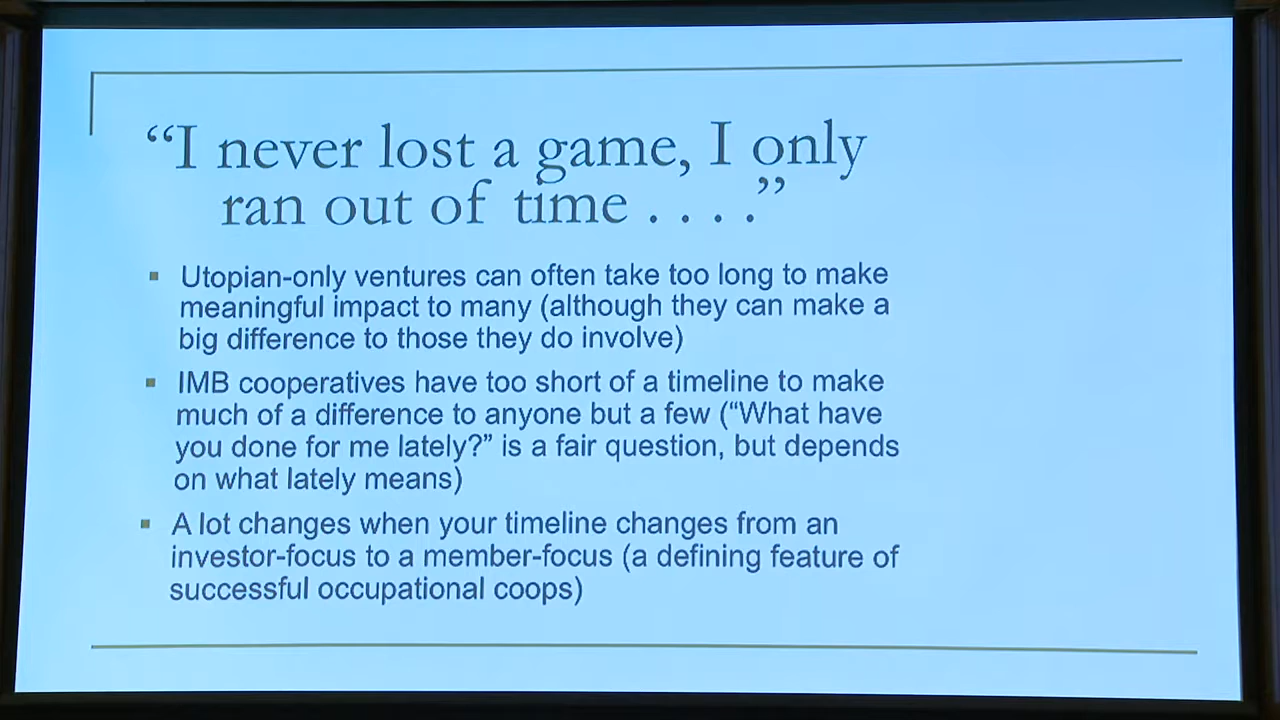 “I never lost a game, I only
ran out of time . . . .”
▪ Utopian-only ventures can often take too long to make
meaningful impact to many (although they can make a
big difference to those they do involve)
▪ IMB cooperatives have too short of a timeline to make
much of a difference to anyone but a few (“What have
you done for me lately?” is a fair question, but depends
on what lately means)
▪ A lot changes when your timeline changes from an
investor-focus to a member-focus (a defining feature of
successful occupational coops)